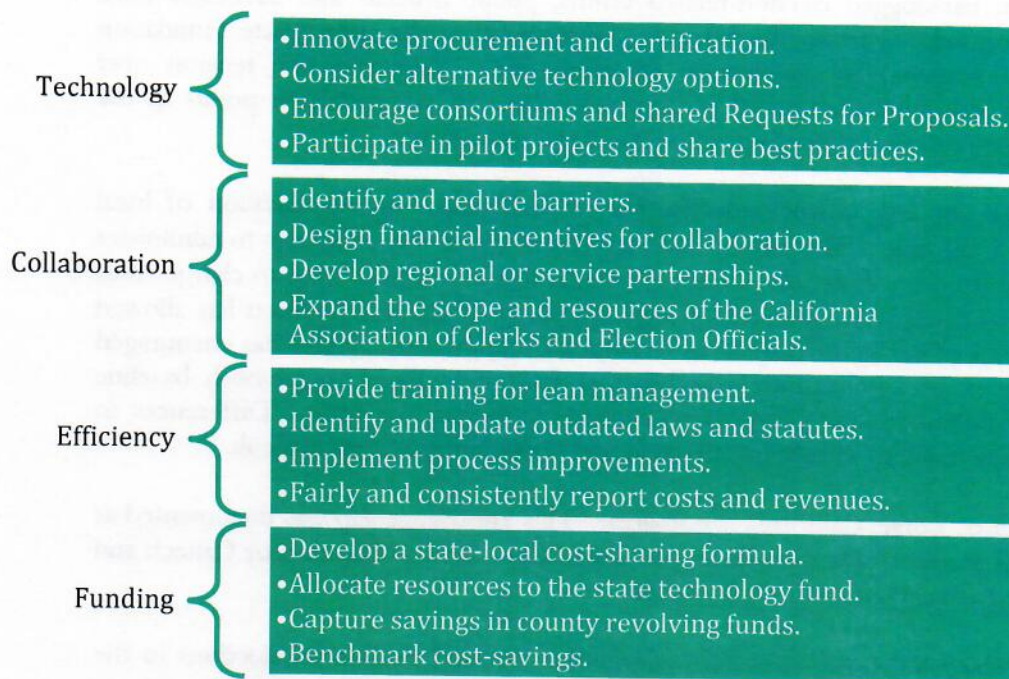 Technology
•Innovate procurement and certification.
•Consider alternative technology options.
•Encourage consortiums and shared Requests for Proposals.
•Participate in pilot projects and share best practices.
Collaboration
•Identify and reduce barriers.
•Design financial incentives for collaboration.
•Develop regional or service parternships.
•Expand the scope and resources of the California
Association of Clerks and Election Officials.
Efficiency
•Provide training for lean management.
•Identify and update outdated laws and statutes.
•Implement process improvements.
•Fairly and consistently report costs and revenues.
Funding
•Develop a state-local cost-sharing formula.
•Allocate resources to the state technology fund.
•Capture savings in county revolving funds.
•Benchmark cost-savings.